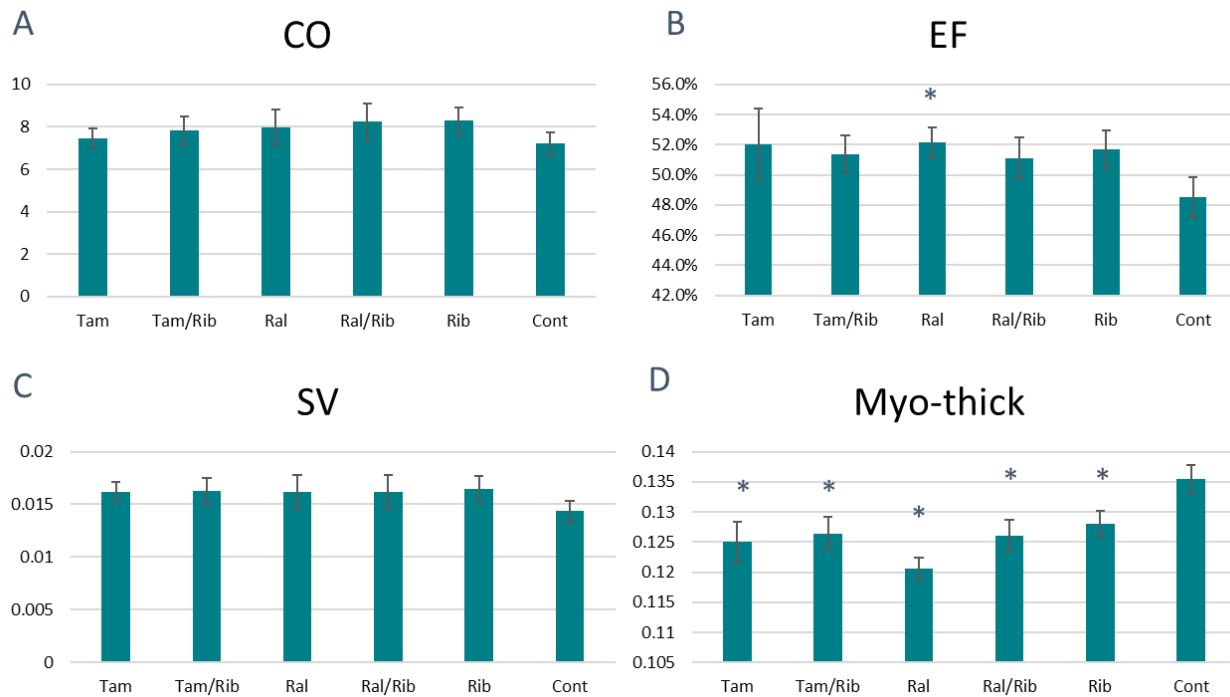 A
CO
10
8
6
4
2
0
Tam Tam/Rib Ral Ral/Rib Rib Cont
B
EF
56.0%
54.0%
52.0%
50.0%
48.0%
46.0%
44.0%
42.0%
*
Tam Tam/Rib Ral Ral/Rib Rib Cont
C
SV
0.02
0.015
0.01
0.005
0
Tam Tam/Rib Ral Ral/Rib Rib Cont
D
Myo-thick
0.14
0.135
0.13
0.125
0.12
0.115
0.11
0.105
* * * * *
Tam Tam/Rib Ral Ral/Rib Rib Cont